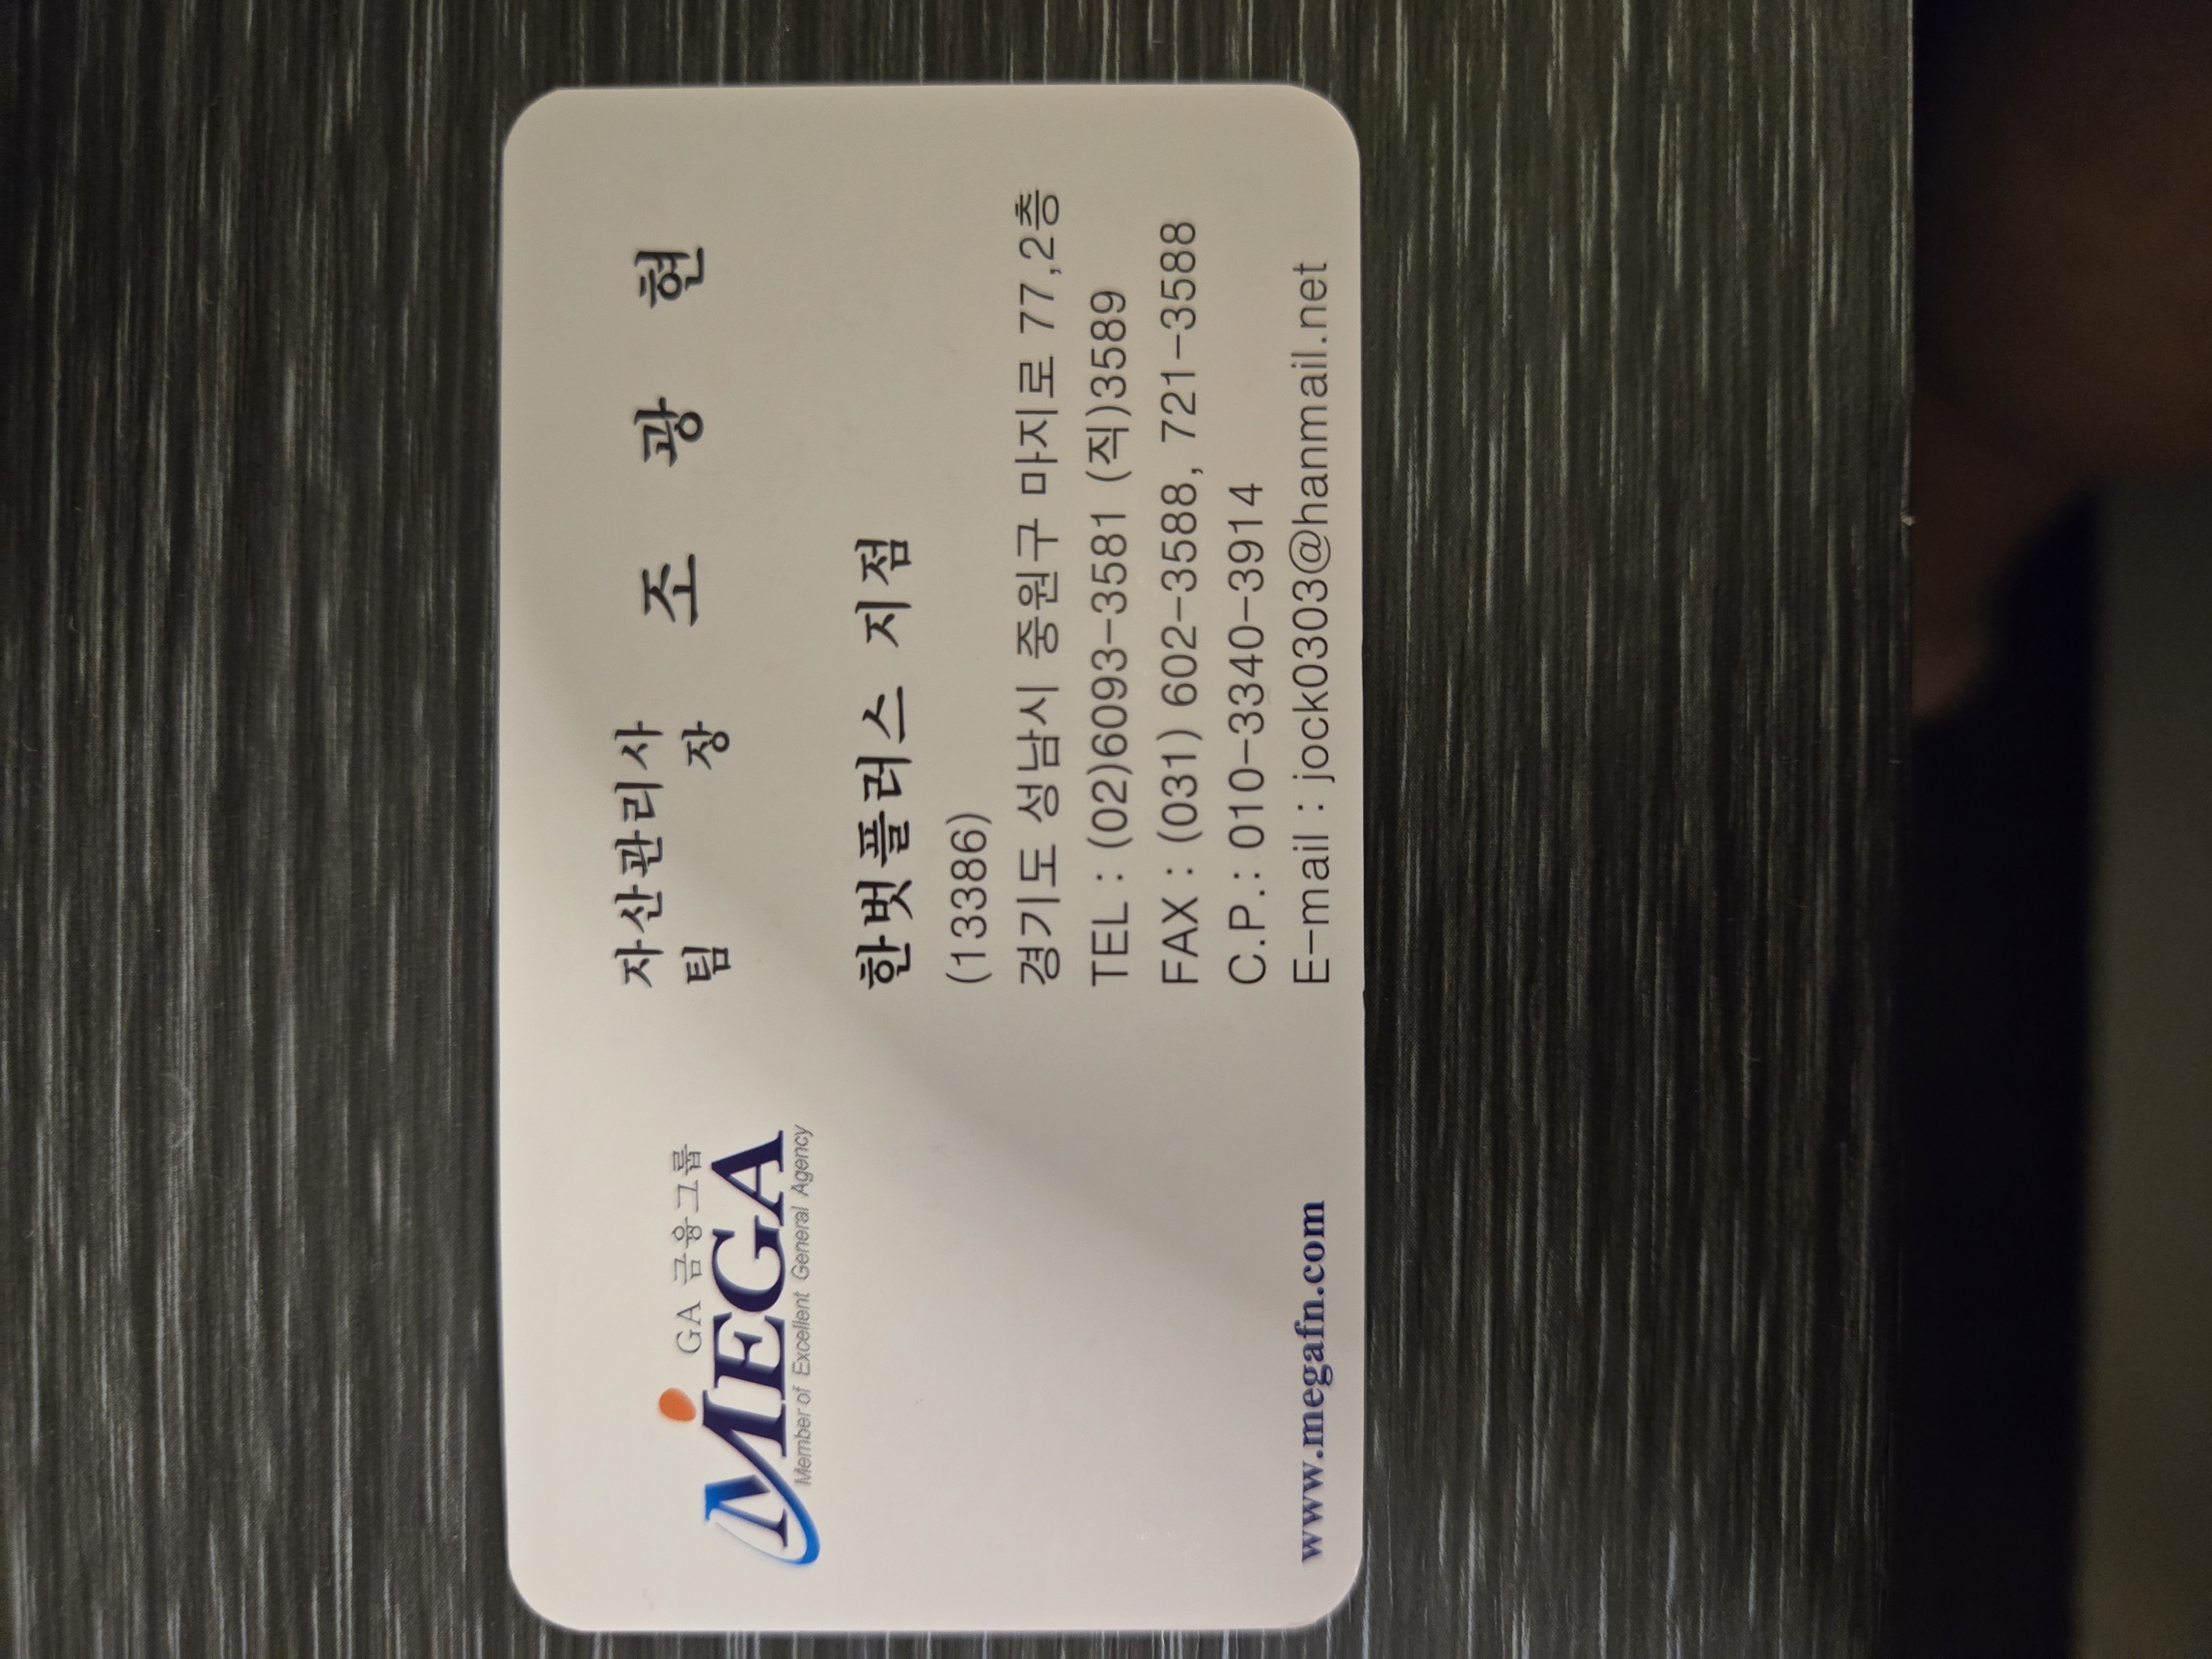 GA 금융그룹
MEGA
Member of Excellent General Agency
자산관리사
팀 장
조 광 현
한벗플러스 지점
(13386)
경기도 성남시 중원구 마지로 77,2층
TEL : (02)6093-3581 (직)3589
FAX : (031) 602-3588, 721-3588
C.P.: 010-3340-3914
E-mail : jock0303@hanmail.net
www.megafn.com